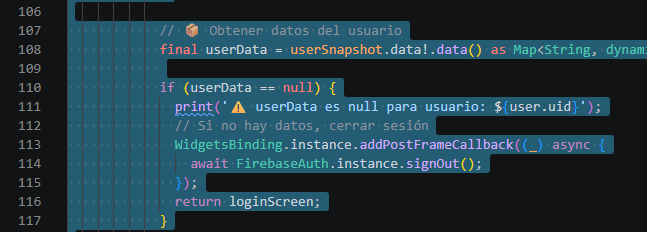 106
107 // 📦 Obtener datos del usuario
108 final userData = userSnapshot.data!.data() as Map<String, dynami
109
110 if (userData == null) {
111 print('⚠️ userData es null para usuario: ${user.uid}');
112 // Si no hay datos, cerrar sesión
113 WidgetsBinding.instance.addPostFrameCallback((_) async {
114 await FirebaseAuth.instance.signOut();
115 });
116 return loginScreen;
117 }